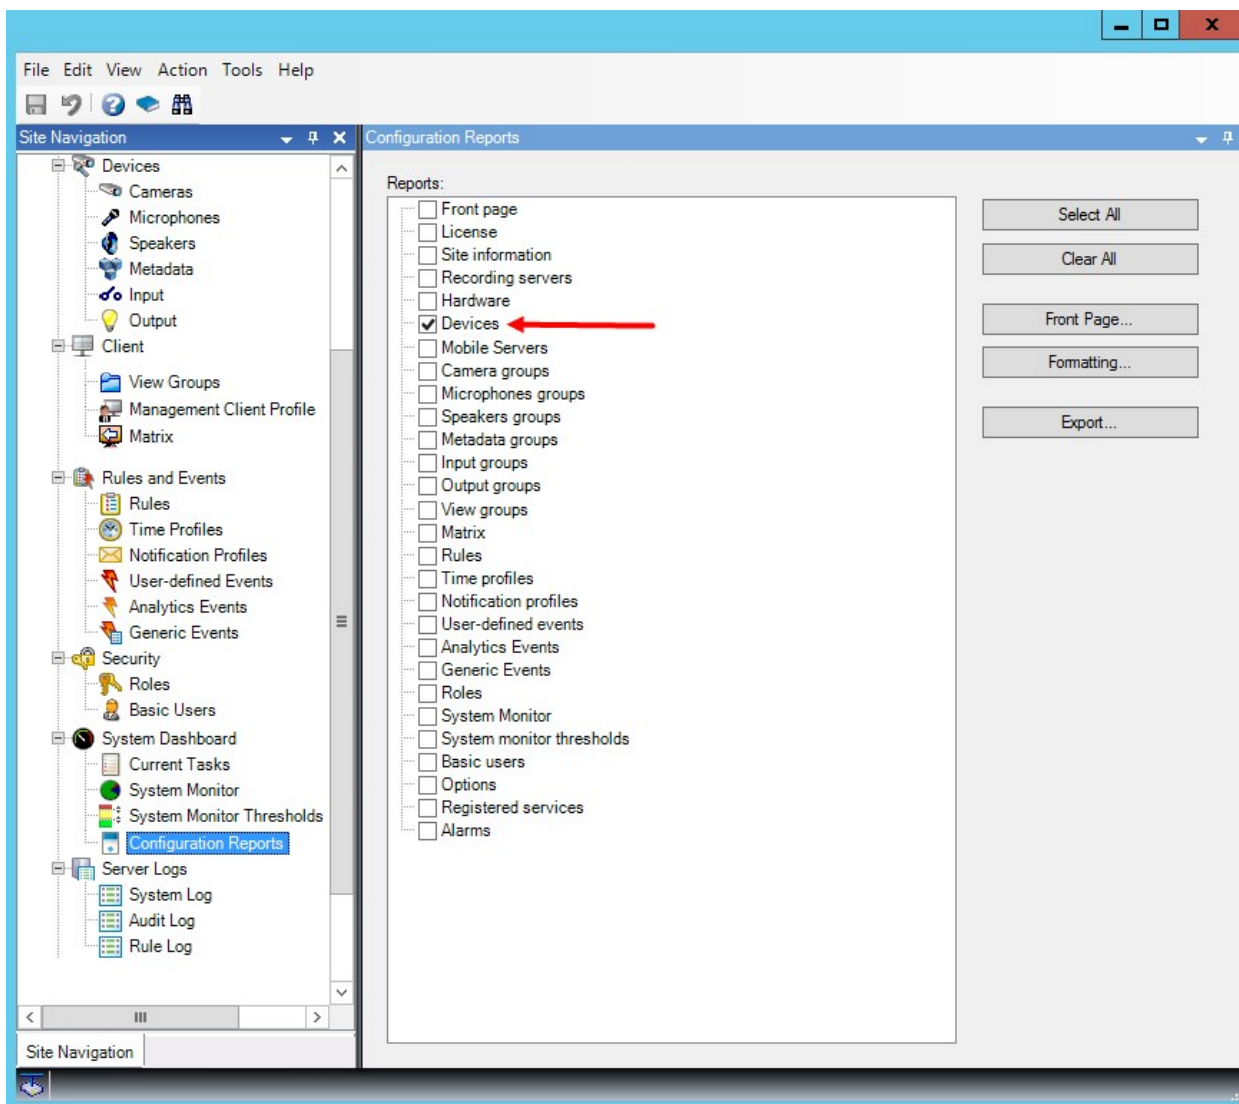 File Edit View Action Tools Help
Site Navigation
Devices
Cameras
Microphones
Speakers
Metadata
Input
Output
Client
View Groups
Management Client Profile
Matrix
Rules and Events
Rules
Time Profiles
Notification Profiles
User-defined Events
Analytics Events
Generic Events
Security
Roles
Basic Users
System Dashboard
Current Tasks
System Monitor
System Monitor Thresholds
Configuration Reports
Server Logs
System Log
Audit Log
Rule Log
Site Navigation
Configuration Reports
Reports:
Front page
License
Site information
Recording servers
Hardware
Devices
Mobile Servers
Camera groups
Microphones groups
Speakers groups
Metadata groups
Input groups
Output groups
View groups
Matrix
Rules
Time profiles
Notification profiles
User-defined events
Analytics Events
Generic Events
Roles
System Monitor
System monitor thresholds
Basic users
Options
Registered services
Alarms
Select All
Clear All
Front Page...
Formatting...
Export...